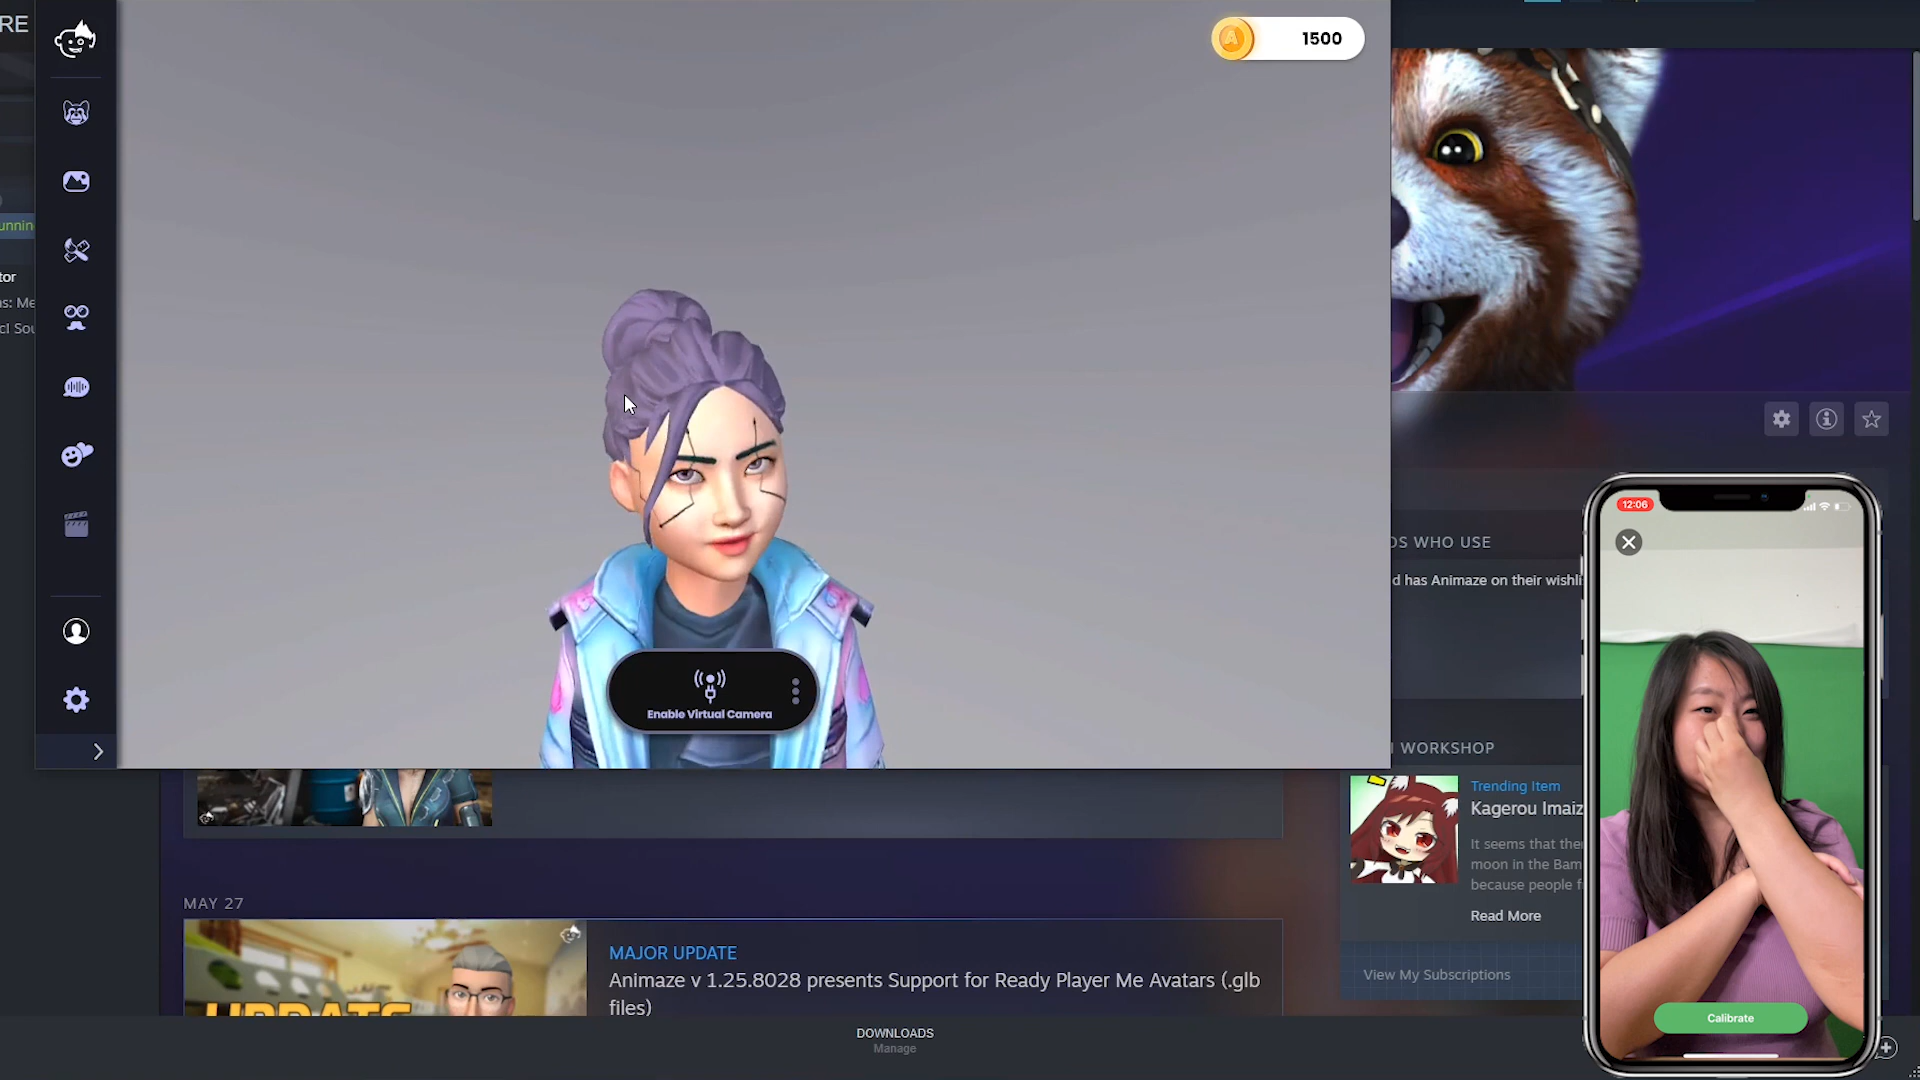 RE
1500
unnin
tor
as: Me
cl Sou
Enable Virtual Camera
12:06
DS WHO USE
d has Animaze on their wishli
WORKSHOP
Trending Item
Kagerou Imaiz
It seems that the
moon in the Bam
because people f
Read More
View My Subscriptions
Calibrate
MAY 27
MAJOR UPDATE
Animaze v 1.25.8028 presents Support for Ready Player Me Avatars (.glb
files)
UPDATE
DOWNLOADS
Manage